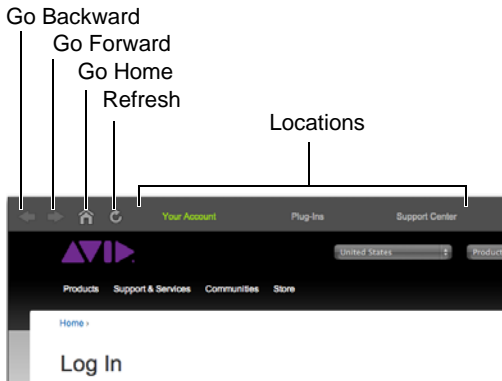 Go Backward
Go Forward
Go Home
Refresh
Locations
Your Account Plug-Ins Support Center
AVID
United States Product
Products Support & Services Communities Store
Home ›
Log In